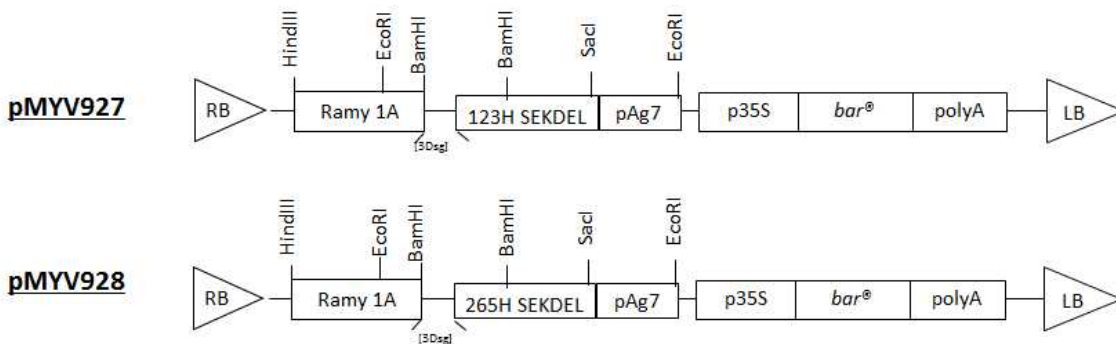 HindIII EcoRI BamHI BamHI SacI EcoRI
pMYV927 RB Ramy 1A 123H SEKDEL pAg7 p35S bar® polyA LB
[3Dsg]
HindIII EcoRI BamHI BamHI SacI EcoRI
pMYV928 RB Ramy 1A 265H SEKDEL pAg7 p35S bar® polyA LB
[3Dsg]